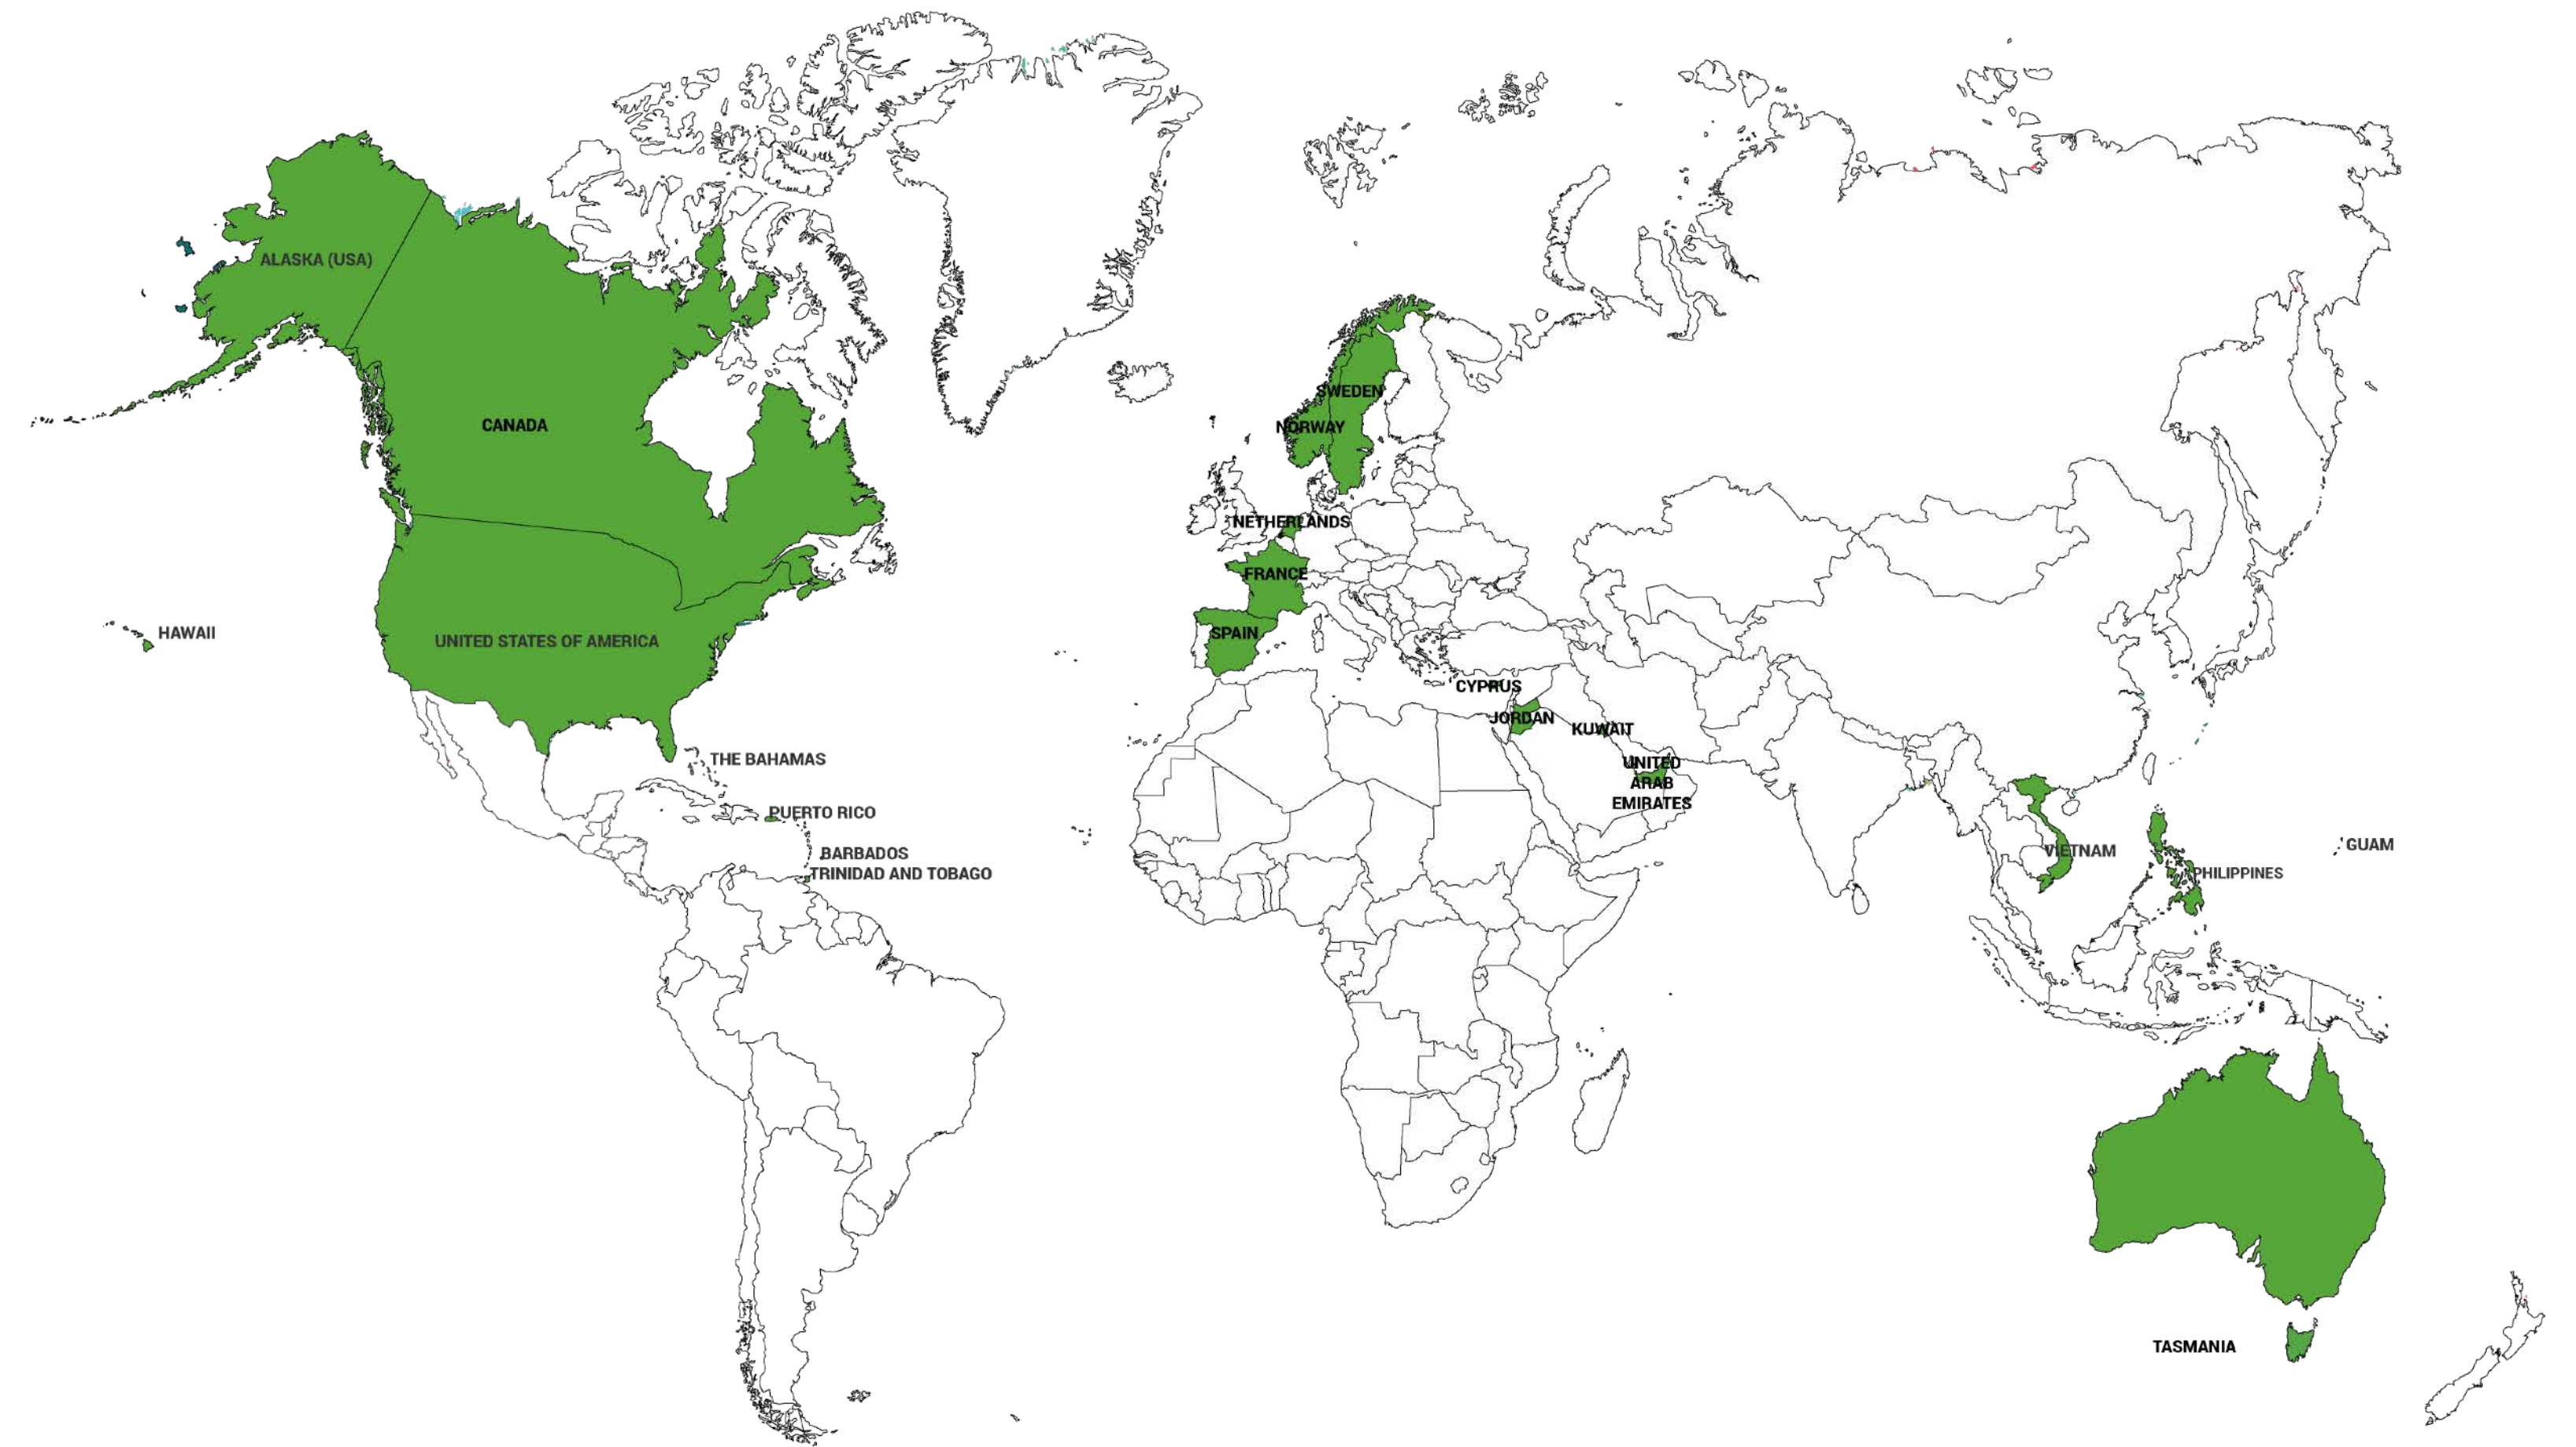 ALASKA (USA)
CANADA
HAWAII
UNITED STATES OF AMERICA
THE BAHAMAS
PUERTO RICO
BARBADOS
TRINIDAD AND TOBAGO
SWEDEN
NORWAY
NETHERLANDS
FRANCE
SPAIN
CYPRUS
JORDAN
KUWAIT
UNITED
ARAB
EMIRATES
VIETNAM
PHILIPPINES
GUAM
TASMANIA